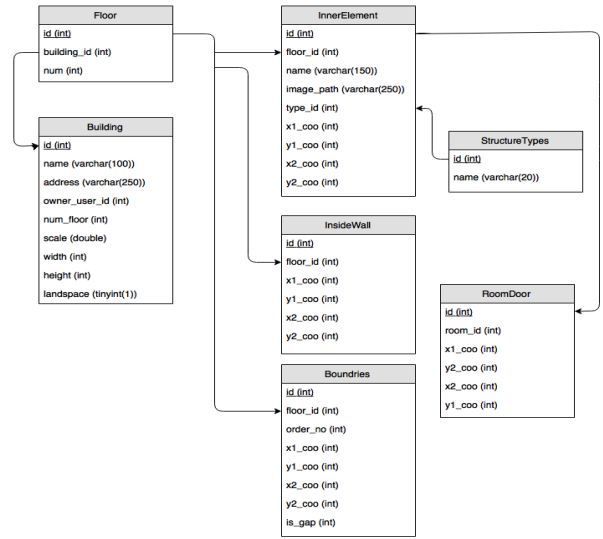 Floor
id (int)
building_id (int)
num (int)
Building
id (int)
name (varchar(100))
address (varchar(250))
owner_user_id (int)
num_floor (int)
scale (double)
width (int)
height (int)
landspace (tinyint(1))
InnerElement
id (int)
floor_id (int)
name (varchar(150))
image_path (varchar(250))
type_id (int)
x1_coo (int)
y1_coo (int)
x2_coo (int)
y2_coo (int)
StructureTypes
id (int)
name (varchar(20))
InsideWall
id (int)
floor_id (int)
x1_coo (int)
y1_coo (int)
x2_coo (int)
y2_coo (int)
RoomDoor
id (int)
room_id (int)
x1_coo (int)
y2_coo (int)
x2_coo (int)
y1_coo (int)
Boundries
id (int)
floor_id (int)
order_no (int)
x1_coo (int)
y1_coo (int)
x2_coo (int)
y2_coo (int)
is_gap (int)